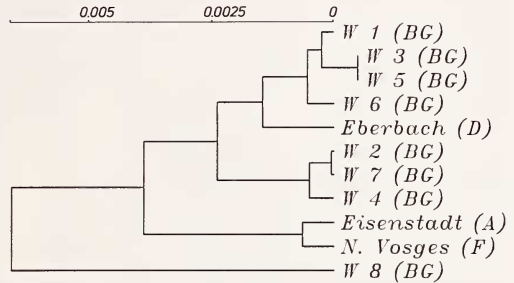 0.005 0.0025 0
W 1 (BG)
W 3 (BG)
W 5 (BG)
W 6 (BG)
Eberbach (D)
W 2 (BG)
W 7 (BG)
W 4 (BG)
Eisenstadt (A)
N. Vosges (F)
W 8 (BG)